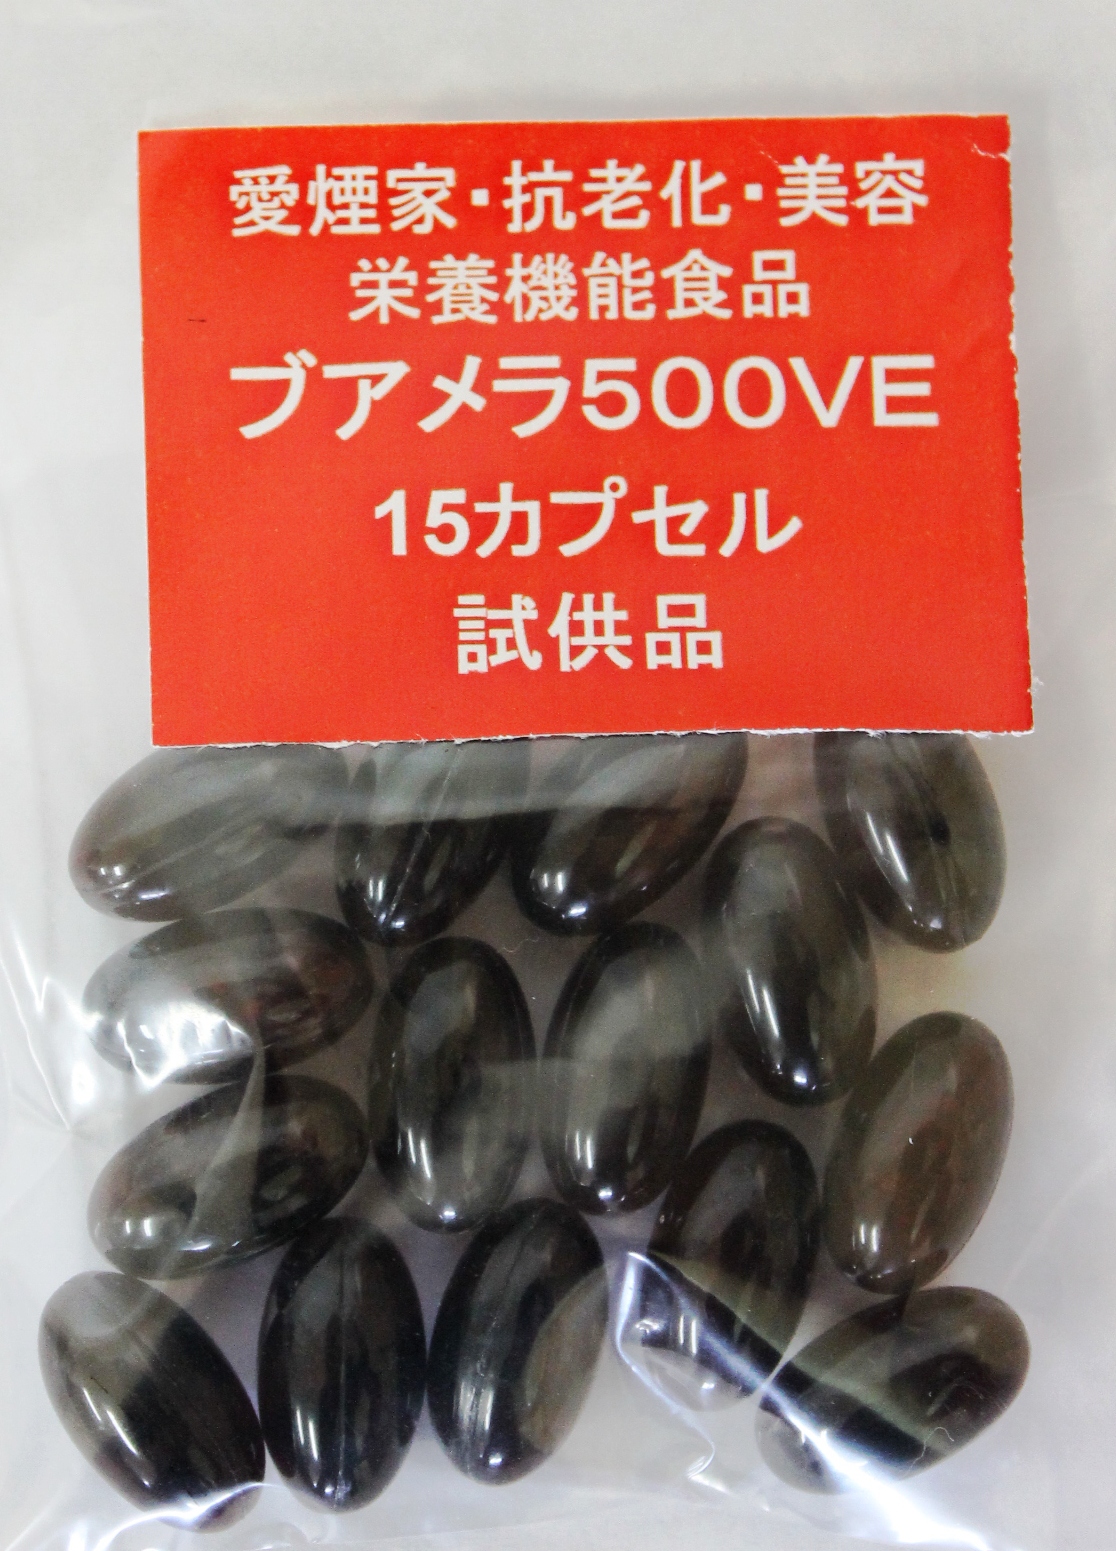 愛煙家・抗老化・美容
栄養機能食品
ブアメラ500VE
15カプセル
試供品